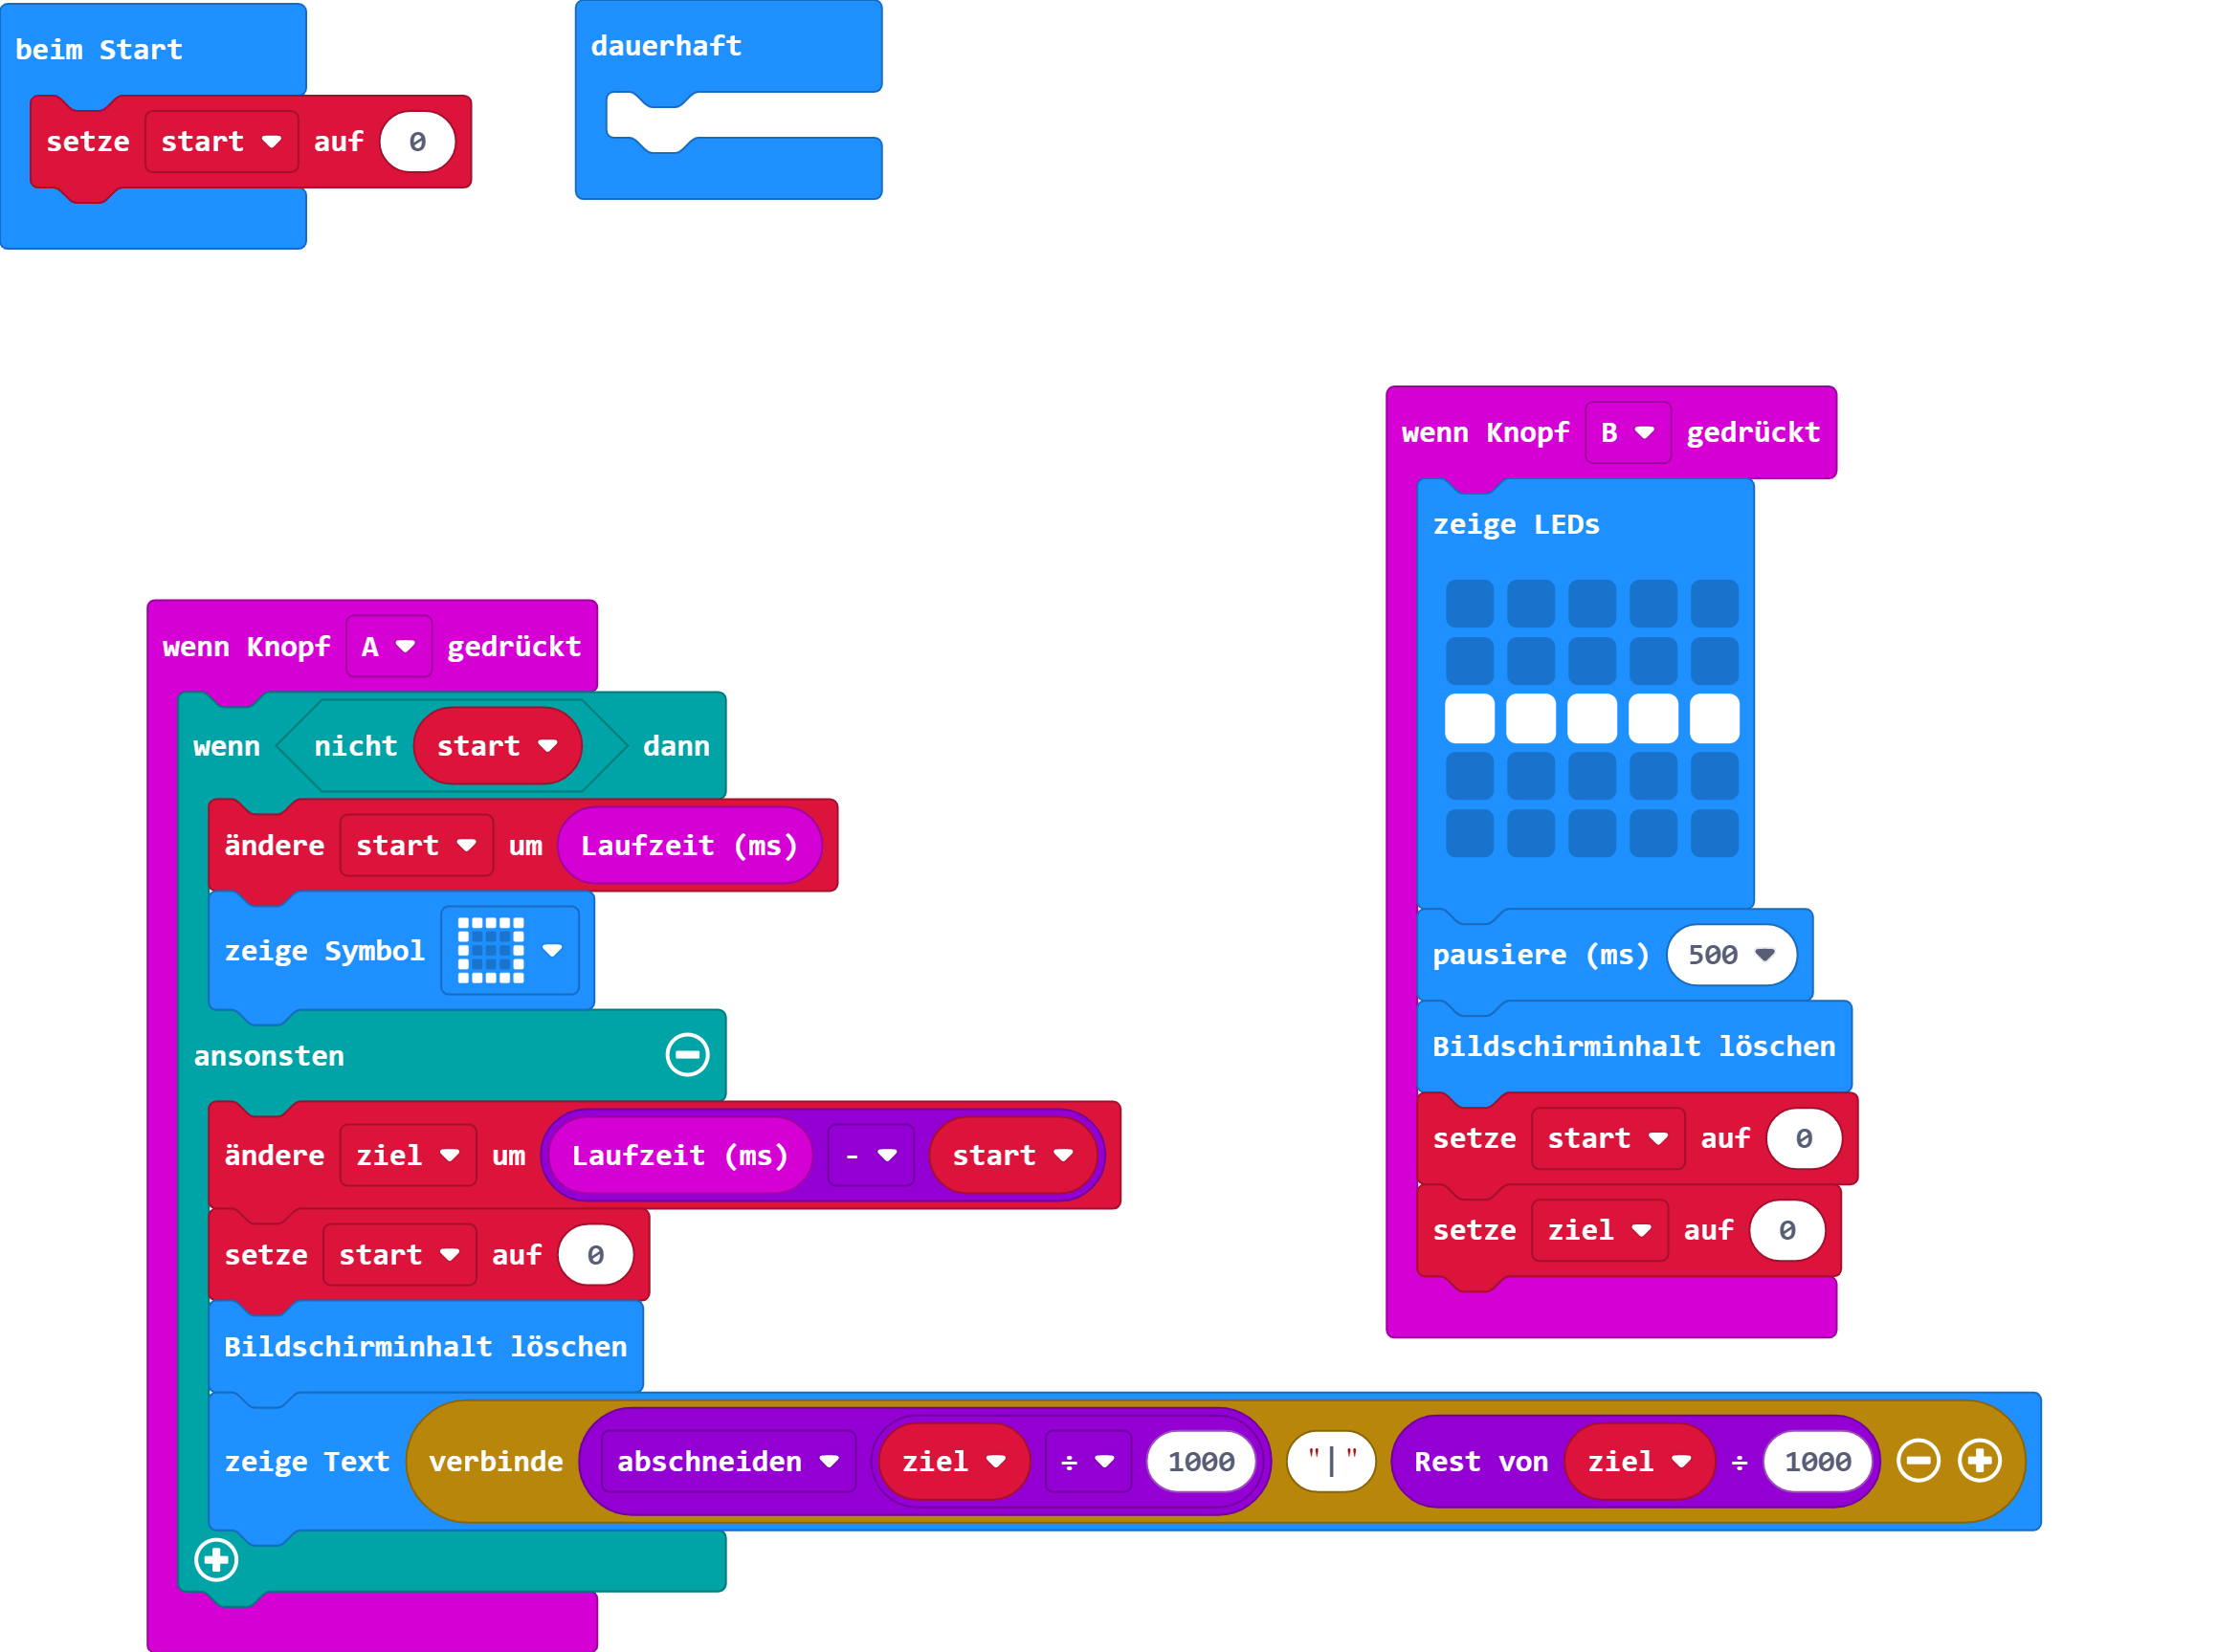 beim Start
setze start auf 0
dauerhaft
wenn Knopf A gedrückt
wenn nicht start dann
ändere start um Laufzeit (ms)
zeige Symbol
ansonsten
ändere ziel um Laufzeit (ms) - start
setze start auf 0
Bildschirminhalt löschen
zeige Text verbinde abschneiden ziel ÷ 1000 "|" Rest von ziel ÷ 1000
wenn Knopf B gedrückt
zeige LEDs
pausiere (ms) 500
Bildschirminhalt löschen
setze start auf 0
setze ziel auf 0